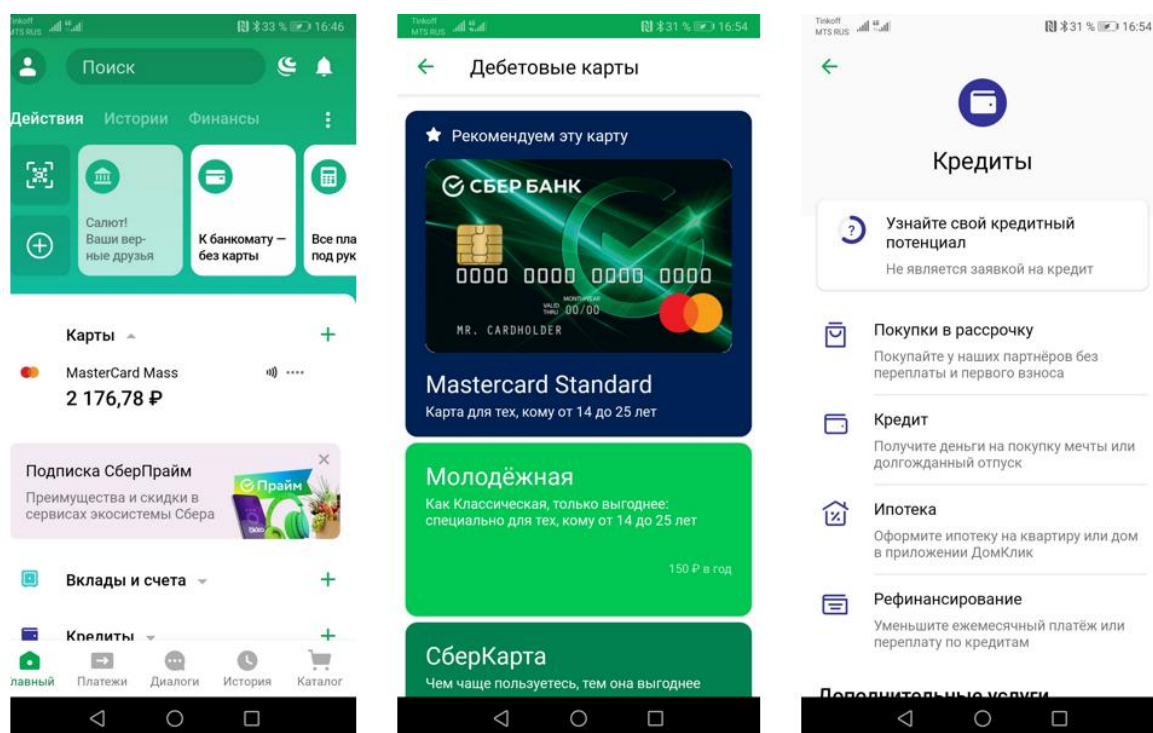 Tinkoff
MTS RUS
33 % 16:46
Поиск
Действия Истории Финансы
Салют!
Ваши вер-
ные друзья
К банкомату —
без карты
Все пла
под рук
Карты
MasterCard Mass
2 176,78 ₽
Подписка СберПрайм
Преимущества и скидки в
сервисах экосистемы Сбера
Прайм
Вклады и счета
Кредиты
Главный Платежи Диалоги История Каталог
Tinkoff
MTS RUS
31 % 16:54
Дебетовые карты
Рекомендуем эту карту
СБЕР БАНК
0000 0000 0000 0000
MONTH/YEAR
VALID
THRU 00/00
MR. CARDHOLDER
Mastercard Standard
Карта для тех, кому от 14 до 25 лет
Молодёжная
Как Классическая, только выгоднее:
специально для тех, кому от 14 до 25 лет
150 ₽ в год
СберКарта
Чем чаще пользуетесь, тем она выгоднее
Tinkoff
MTS RUS
31 % 16:54
Кредиты
Узнайте свой кредитный
потенциал
Не является заявкой на кредит
Покупки в рассрочку
Покупайте у наших партнёров без
переплаты и первого взноса
Кредит
Получите деньги на покупку мечты или
долгожданный отпуск
Ипотека
Оформите ипотеку на квартиру или дом
в приложении ДомКлик
Рефинансирование
Уменьшите ежемесячный платёж или
переплату по кредитам
Дополнительные услуги